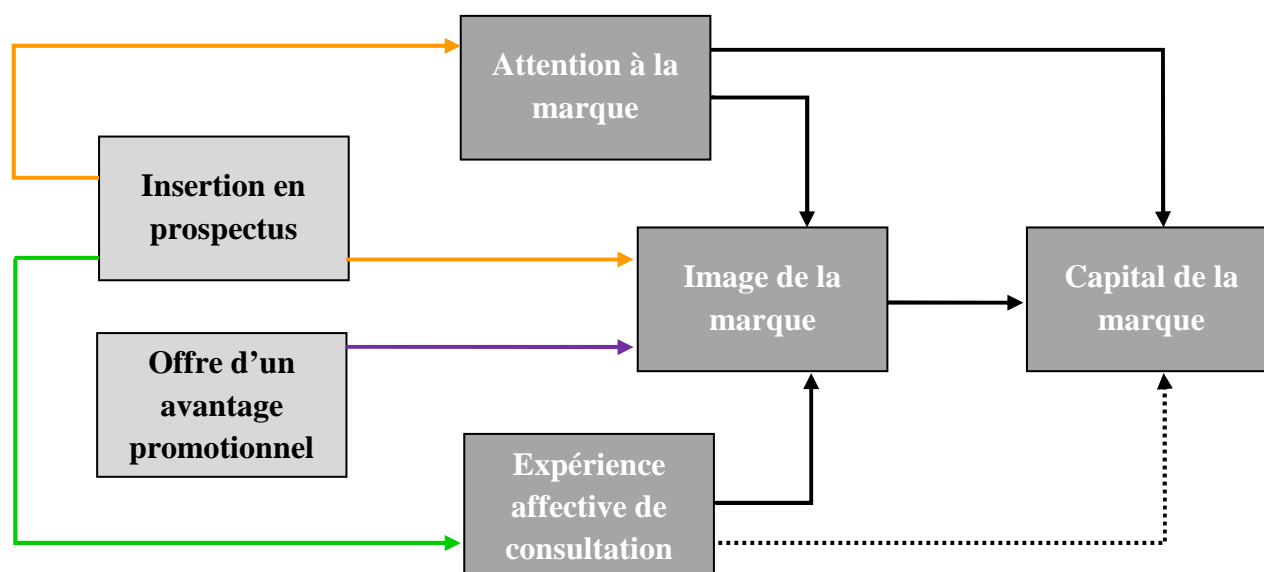 Attention à la
marque
Insertion en
prospectus
Image de la
marque
Capital de la
marque
Offre d’un
avantage
promotionnel
Expérience
affective de
consultation